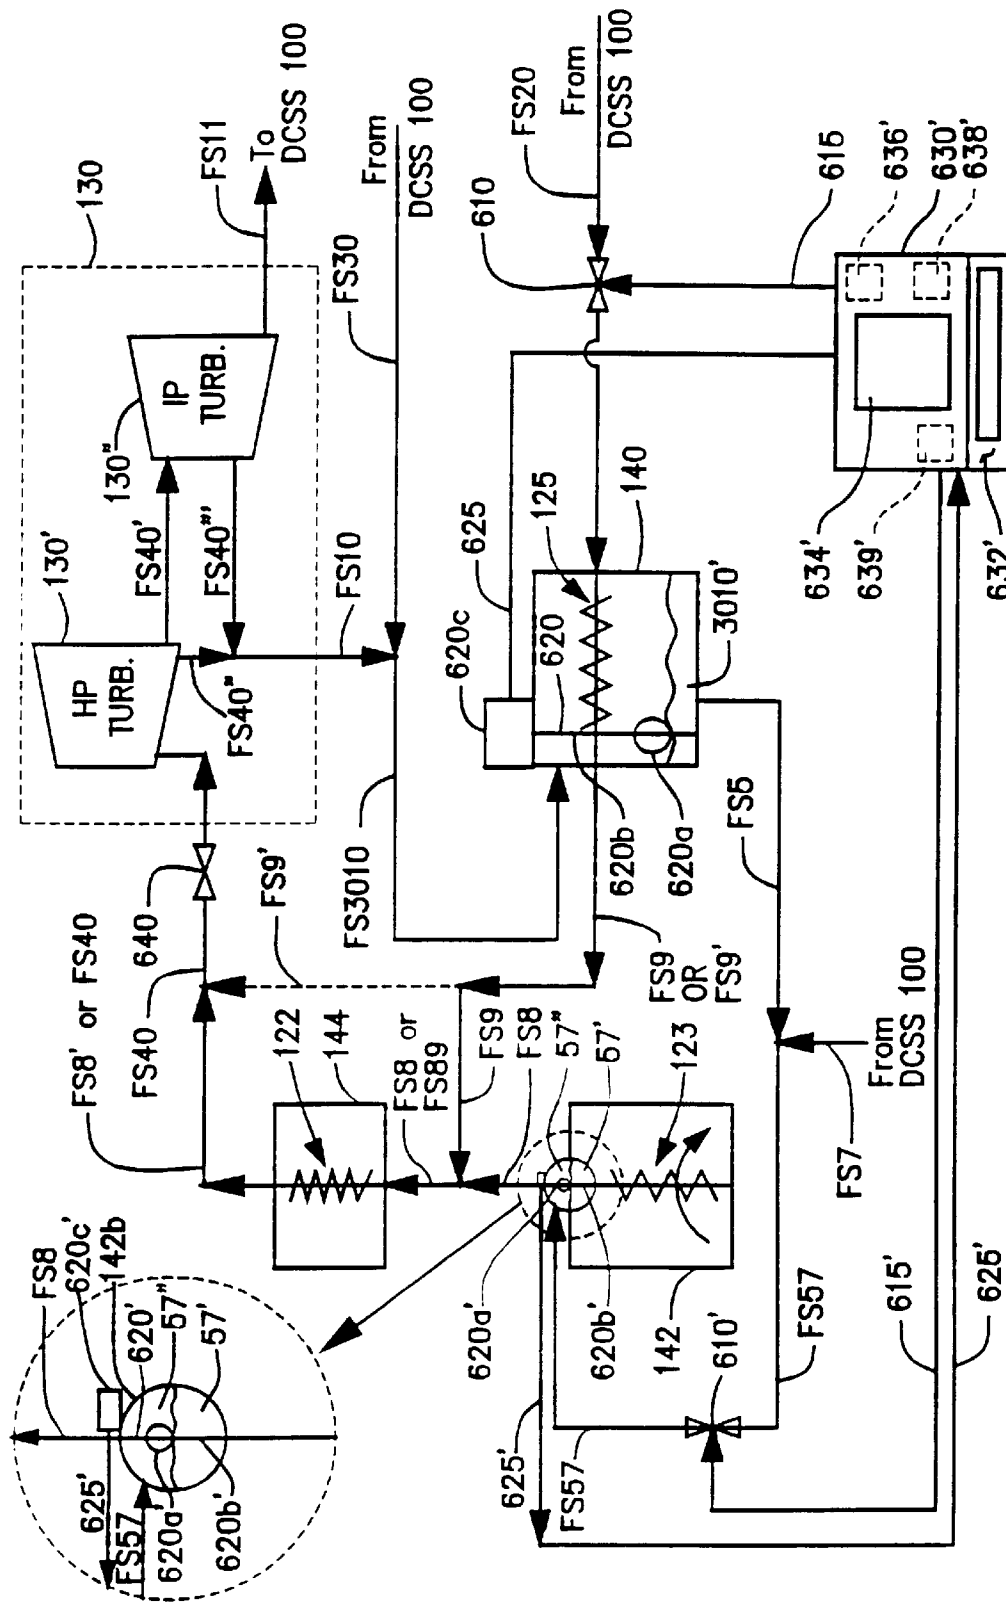 130
FS11
To
DCSS 100
130'
HP
TURB.
FS40'
130"
IP
TURB.
FS40"'
FS40"
FS10
FS30
From
DCSS 100
FS20
From
DCSS 100
610
FS8' or FS40
FS40
640
FS9'
FS3010
122
144
FS8 or
FS89
FS9
FS8
57"
57'
123
620c
625
125
620
140
3010'
620b
620a
FS9
OR
FS9'
FS5
615
636'
630'
638'
634'
639'
632'
FS8
620c'
142b
620'
57"
57'
625'
FS57
620a'
620b'
620a'
620b'
142
625'
FS57
610'
FS57
FS7
From
DCSS 100
615'
625'